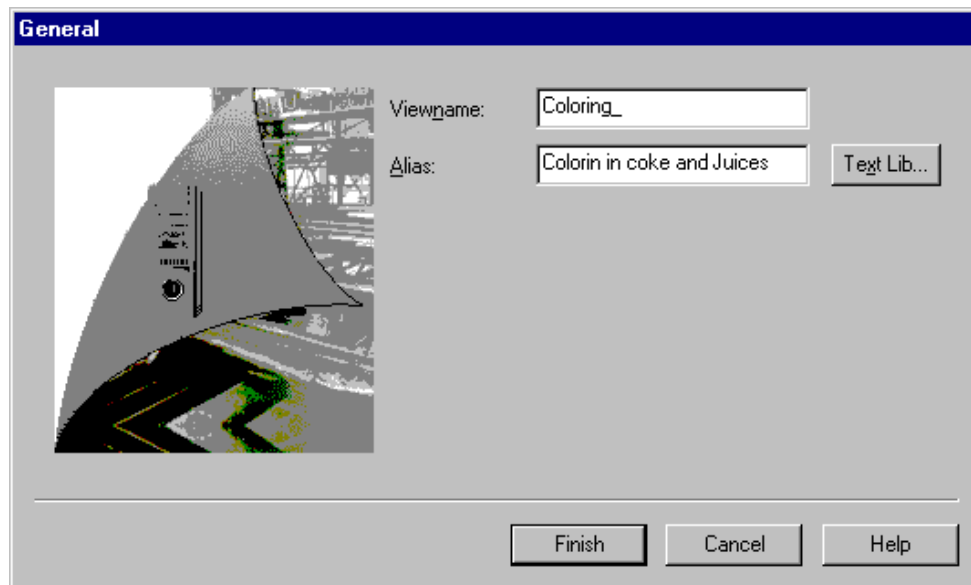 General
Viewname:
Coloring_
Alias:
Colorin in coke and Juices
Text Lib...
Finish
Cancel
Help